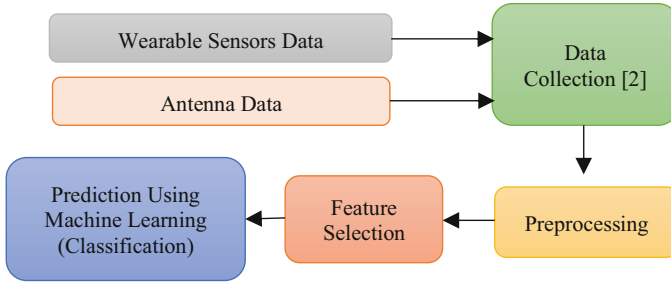 Wearable Sensors Data
Data
Collection [2]
Antenna Data
Prediction Using
Machine Learning
(Classification)
Feature
Selection
Preprocessing